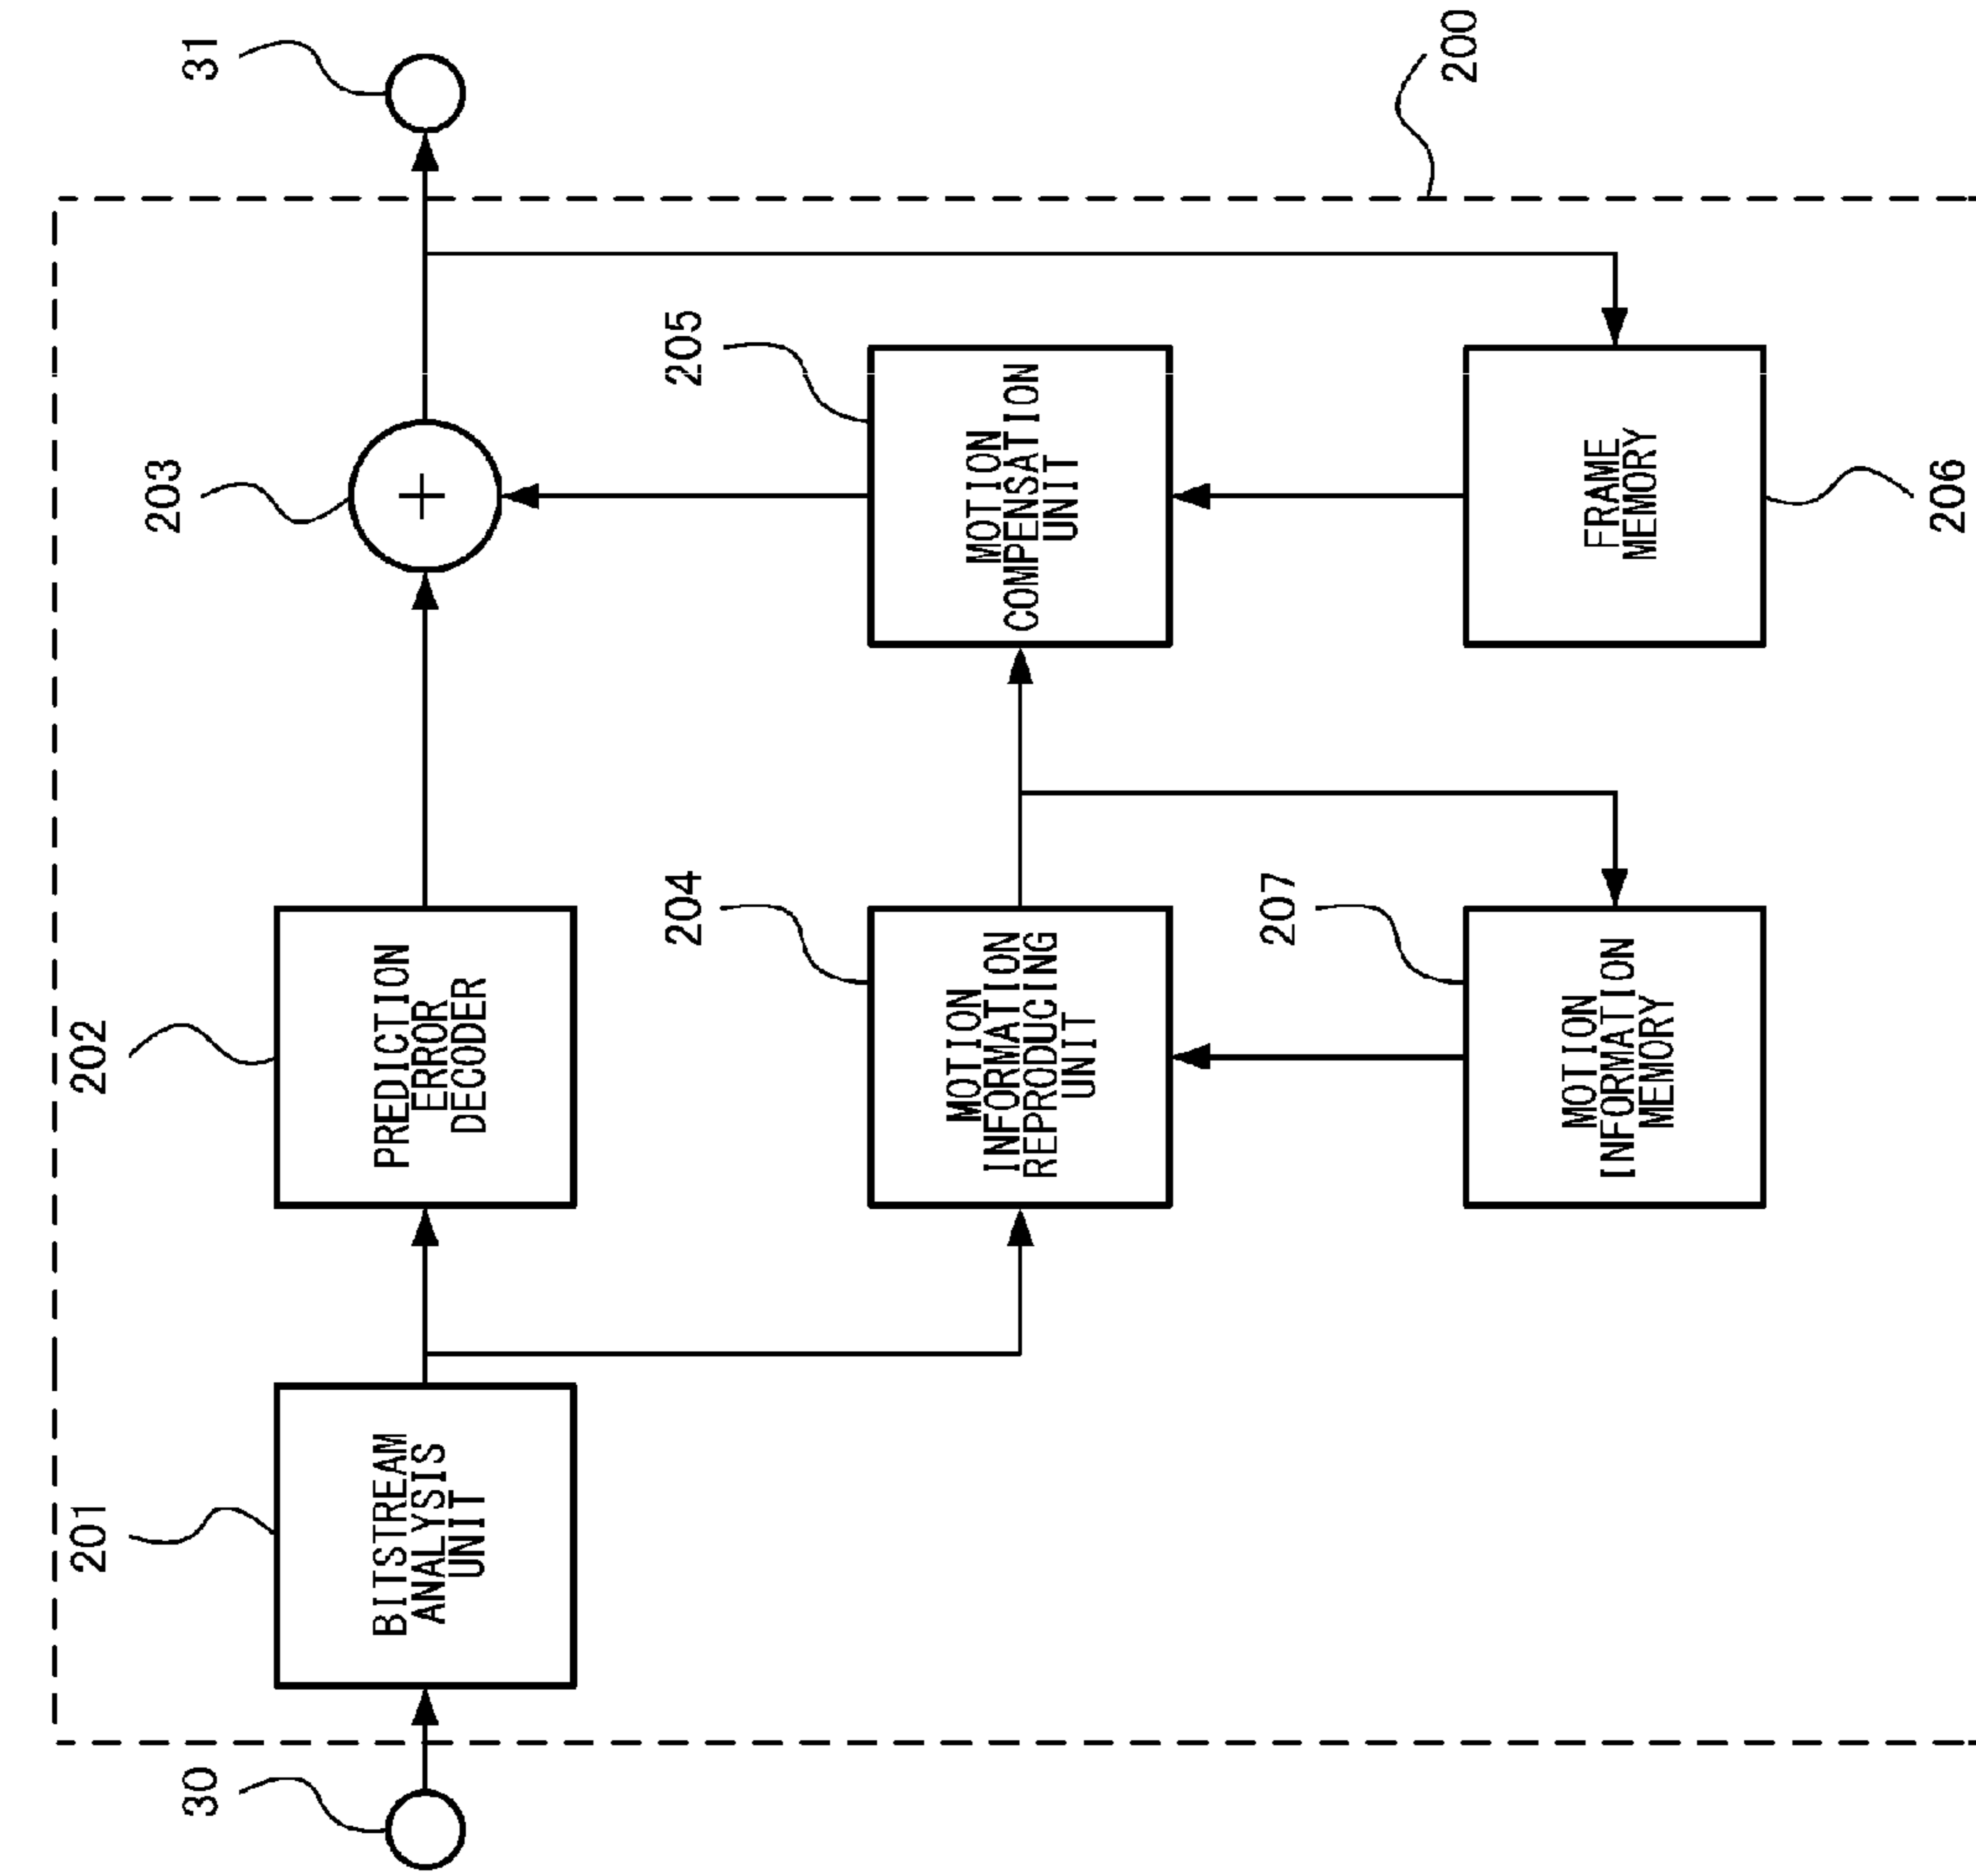 201
202
203
30
31
BITSTREAM
ANALYSIS
UNIT
PREDICTION
ERROR
DECODER
+
204
205
MOTION
INFORMATION
REPRODUCING
UNIT
MOTION
COMPENSATION
UNIT
207
200
MOTION
INFORMATION
MEMORY
FRAME
MEMORY
206